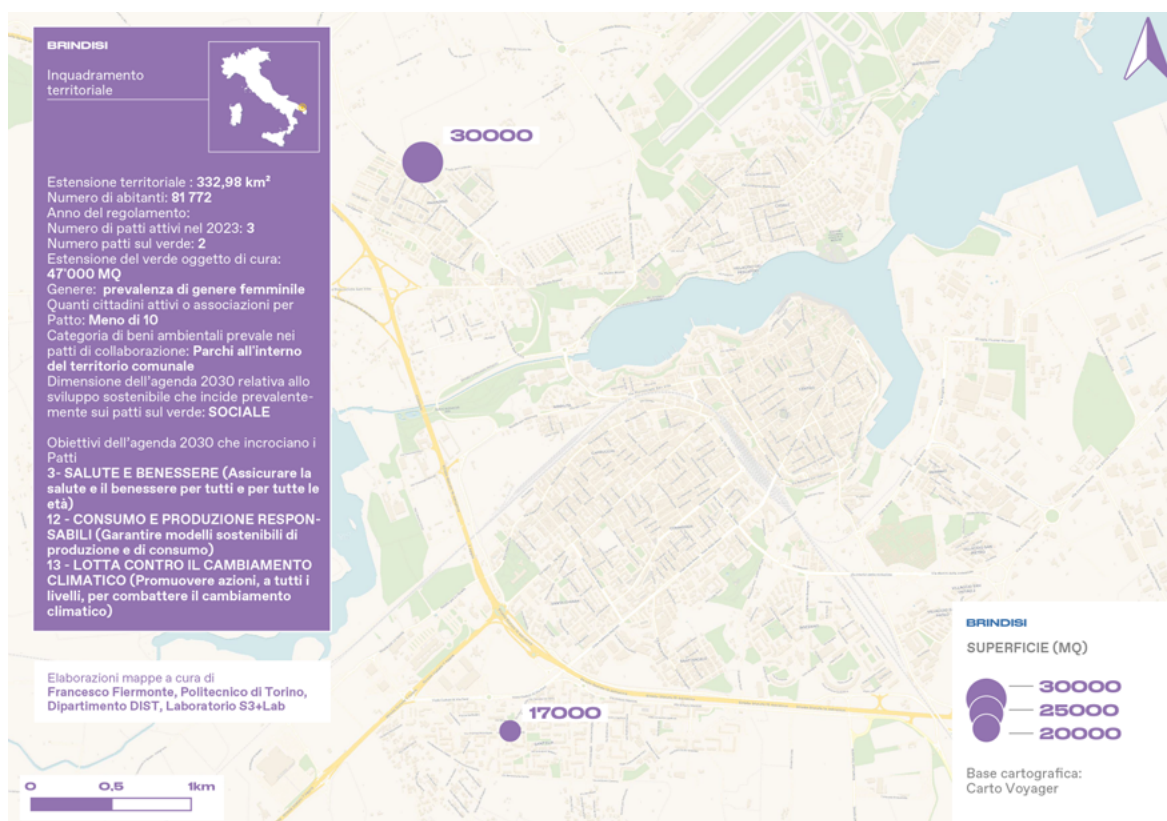 BRINDISI
Inquadramento
territoriale
Estensione territoriale : 332,98 km²
Numero di abitanti: 81 772
Anno del regolamento:
Numero di patti attivi nel 2023: 3
Numero patti sul verde: 2
Estensione del verde oggetto di cura:
47'000 MQ
Genere: prevalenza di genere femminile
Quanti cittadini attivi o associazioni per
Patto: Meno di 10
Categoria di beni ambientali prevale nei
patti di collaborazione: Parchi all'interno
del territorio comunale
Dimensione dell'agenda 2030 relativa allo
sviluppo sostenibile che incide prevalente-
mente sui patti sul verde: SOCIALE
Obiettivi dell'agenda 2030 che incrociano i
Patti
3- SALUTE E BENESSERE (Assicurare la
salute e il benessere per tutti e per tutte le
età)
12 - CONSUMO E PRODUZIONE RESPON-
SABILI (Garantire modelli sostenibili di
produzione e di consumo)
13 - LOTTA CONTRO IL CAMBIAMENTO
CLIMATICO (Promuovere azioni, a tutti i
livelli, per combattere il cambiamento
climatico)
Elaborazioni mappe a cura di
Francesco Fiermonte, Politecnico di Torino,
Dipartimento DIST, Laboratorio S3+Lab
0 0,5 1km
30000
17000
BRINDISI
SUPERFICIE (MQ)
30000
25000
20000
Base cartografica:
Carto Voyager